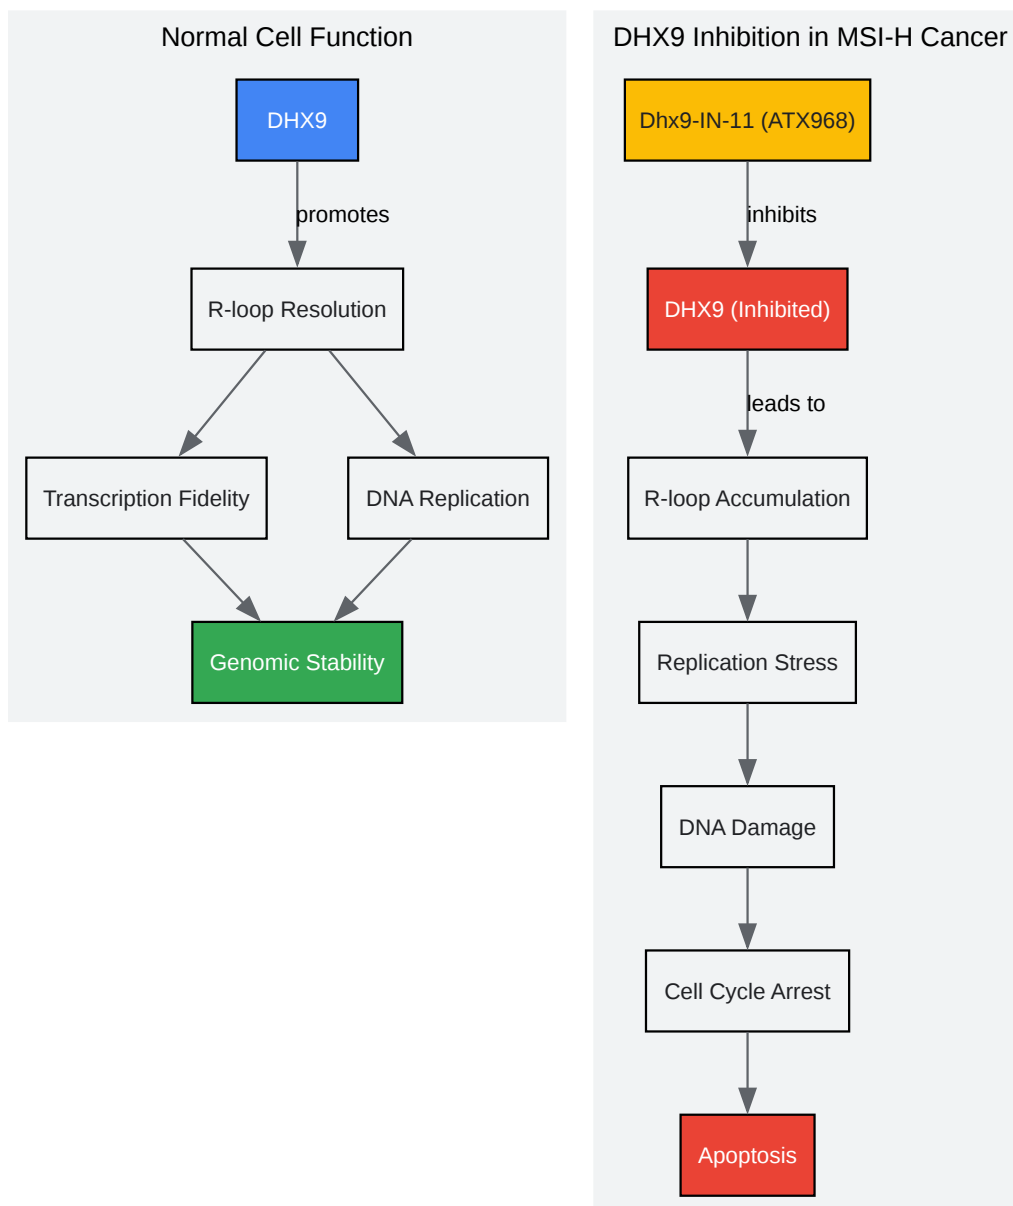 Normal Cell Function
DHX9
promotes
R-loop Resolution
Transcription Fidelity
DNA Replication
Genomic Stability
DHX9 Inhibition in MSI-H Cancer
Dhx9-IN-11 (ATX968)
inhibits
DHX9 (Inhibited)
leads to
R-loop Accumulation
Replication Stress
DNA Damage
Cell Cycle Arrest
Apoptosis